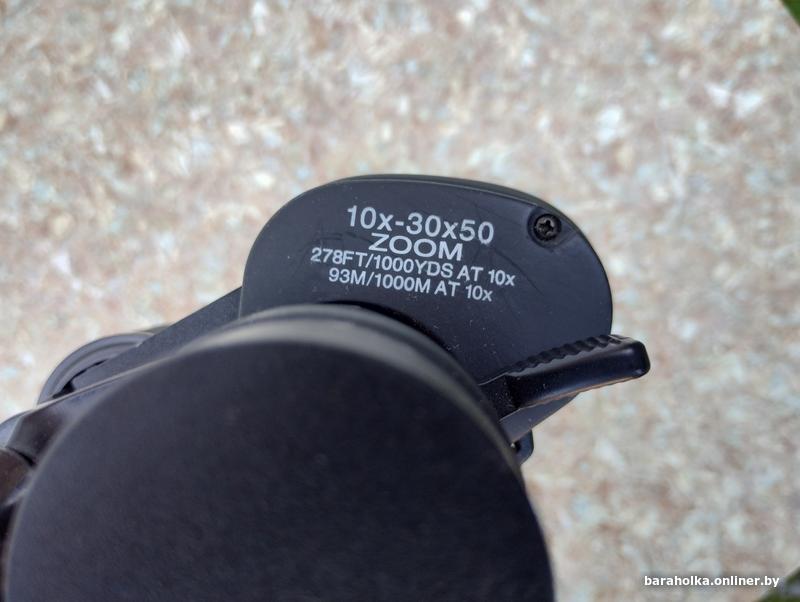 10x-30x50
ZOOM
278FT/1000YDS AT 10x
93M/1000M AT 10x
baraholka.onliner.by